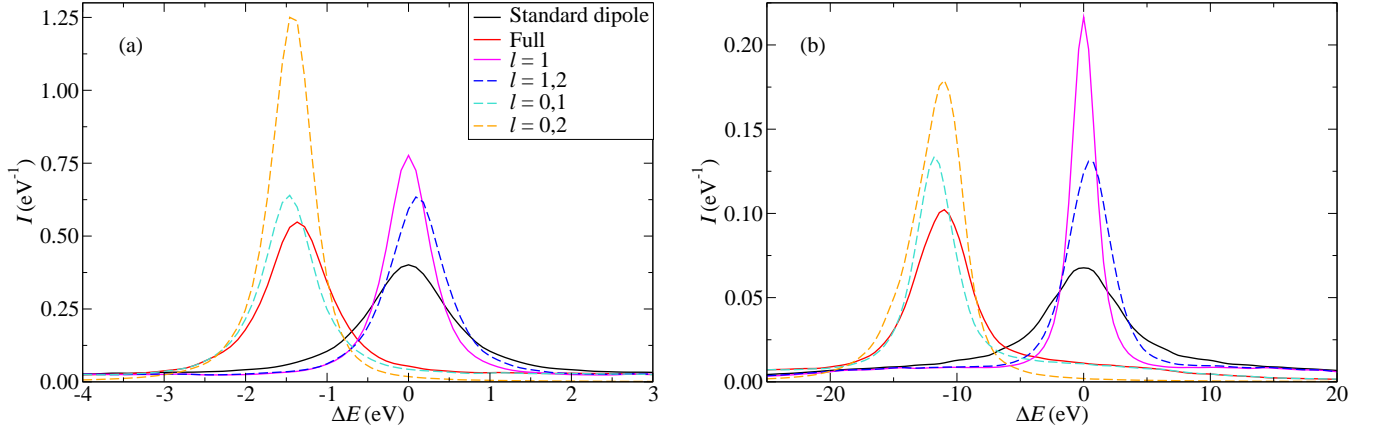 (a)
Standard dipole
Full
l = 1
l = 1,2
l = 0,1
l = 0,2
1.25
1.00
0.75
0.50
0.25
0.00
I (eV⁻¹)
-4 -3 -2 -1 0 1 2 3
ΔE (eV)
(b)
0.20
0.15
0.10
0.05
0.00
I (eV⁻¹)
-20 -10 0 10 20
ΔE (eV)